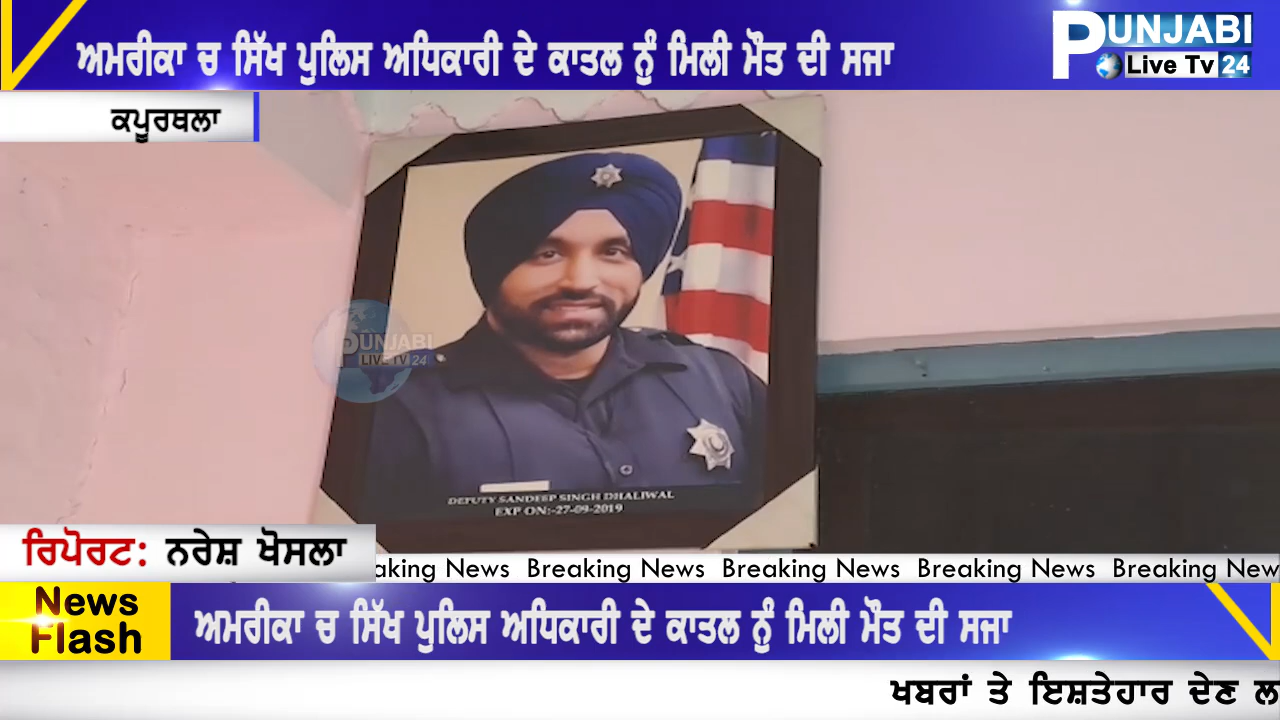 ਅਮਰੀਕਾ ਚ ਸਿੱਖ ਪੁਲਿਸ ਅਧਿਕਾਰੀ ਦੇ ਕਾਤਲ ਨੂੰ ਮਿਲੀ ਮੌਤ ਦੀ ਸਜਾ
PUNJABI
Live Tv 24
ਕਪੂਰਥਲਾ
PUNJABI
LIVE TV 24
DEPUTY SANDEEP SINGH DHALIWAL
EXP ON:-27-09-2019
ਰਿਪੋਰਟ: ਨਰੇਸ਼ ਖੋਸਲਾ
aking News Breaking News Breaking News Breaking News Breaking New
News
Flash
ਅਮਰੀਕਾ ਚ ਸਿੱਖ ਪੁਲਿਸ ਅਧਿਕਾਰੀ ਦੇ ਕਾਤਲ ਨੂੰ ਮਿਲੀ ਮੌਤ ਦੀ ਸਜਾ
ਖਬਰਾਂ ਤੇ ਇਸ਼ਤੇਹਾਰ ਦੇਣ ਲ